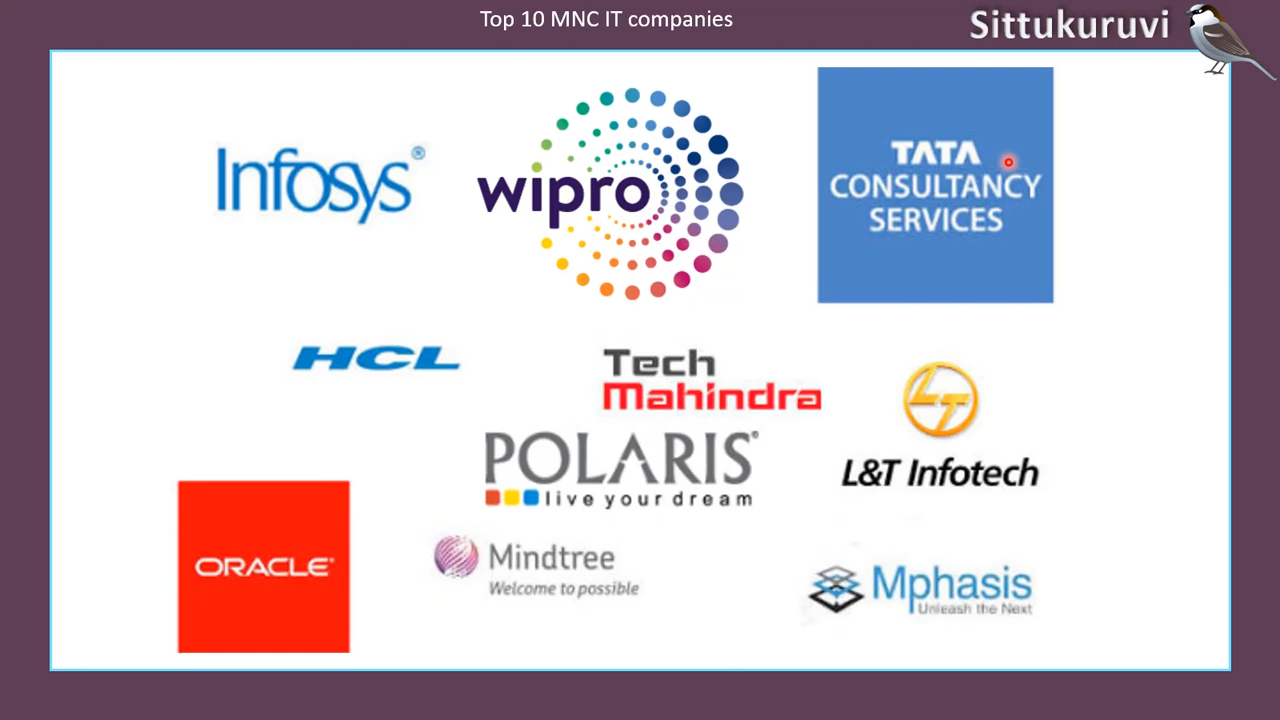 Top 10 MNC IT companies
Sittukuruvi
Infosys®
wipro
TATA
CONSULTANCY
SERVICES
HCL
Tech
Mahindra
LT
L&T Infotech
POLARIS®
live your dream
ORACLE®
Mindtree
Welcome to possible
Mphasis
Unleash the Next